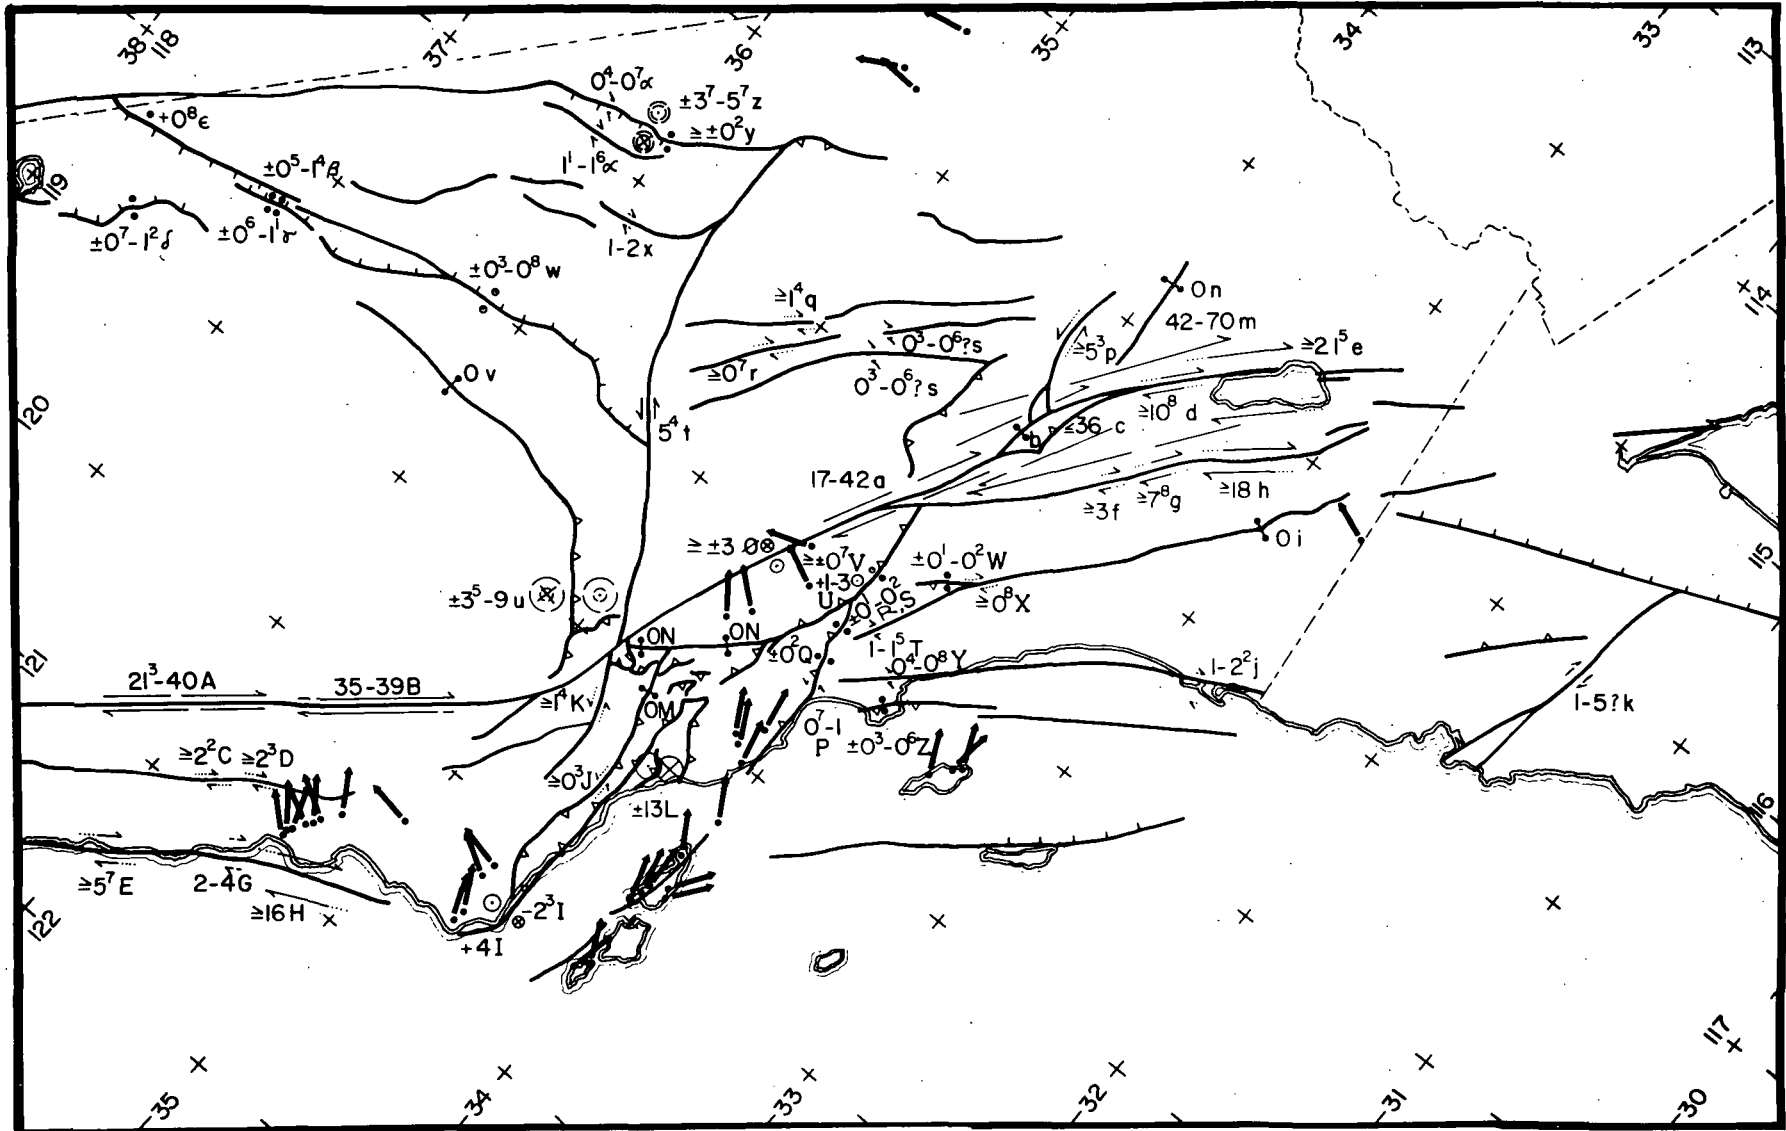 38
118
37
36
35
34
33
113
0⁴-0⁷α
±3⁷-5⁷z
≥±0²y
+0⁸ϵ
1¹-1⁶α
±0⁵-1⁴β
119
±0⁷-1²δ
±0⁶-1¹γ
1-2x
±0³-0⁸w
≥1⁴q
0n
42-70m
114
≥5³p
≥21⁵e
0³-0⁶?s
≥0⁷r
0³-0⁶?s
0v
120
5⁴t
≥10⁸d
≤36c
b
17-42a
≥18h
≥7⁸g
≥3f
0i
115
≥±3Ø
≥±0⁷V
±0¹-0²W
+1-3
U
±0-0²
R,S
≥0⁸X
±3⁵-9u
0N
0N
±0²Q
1-1⁵T
0⁴-0⁸Y
1-2²j
121
21³-40A
35-39B
≥1⁴K
0M
0⁷-1
P
±0³-0⁶Z
1-5?k
≥2²C
≥2³D
≥0³J
±13L
116
≥5⁷E
2-4G
≥16H
-2³I
+4I
122
117
35
34
33
32
31
30